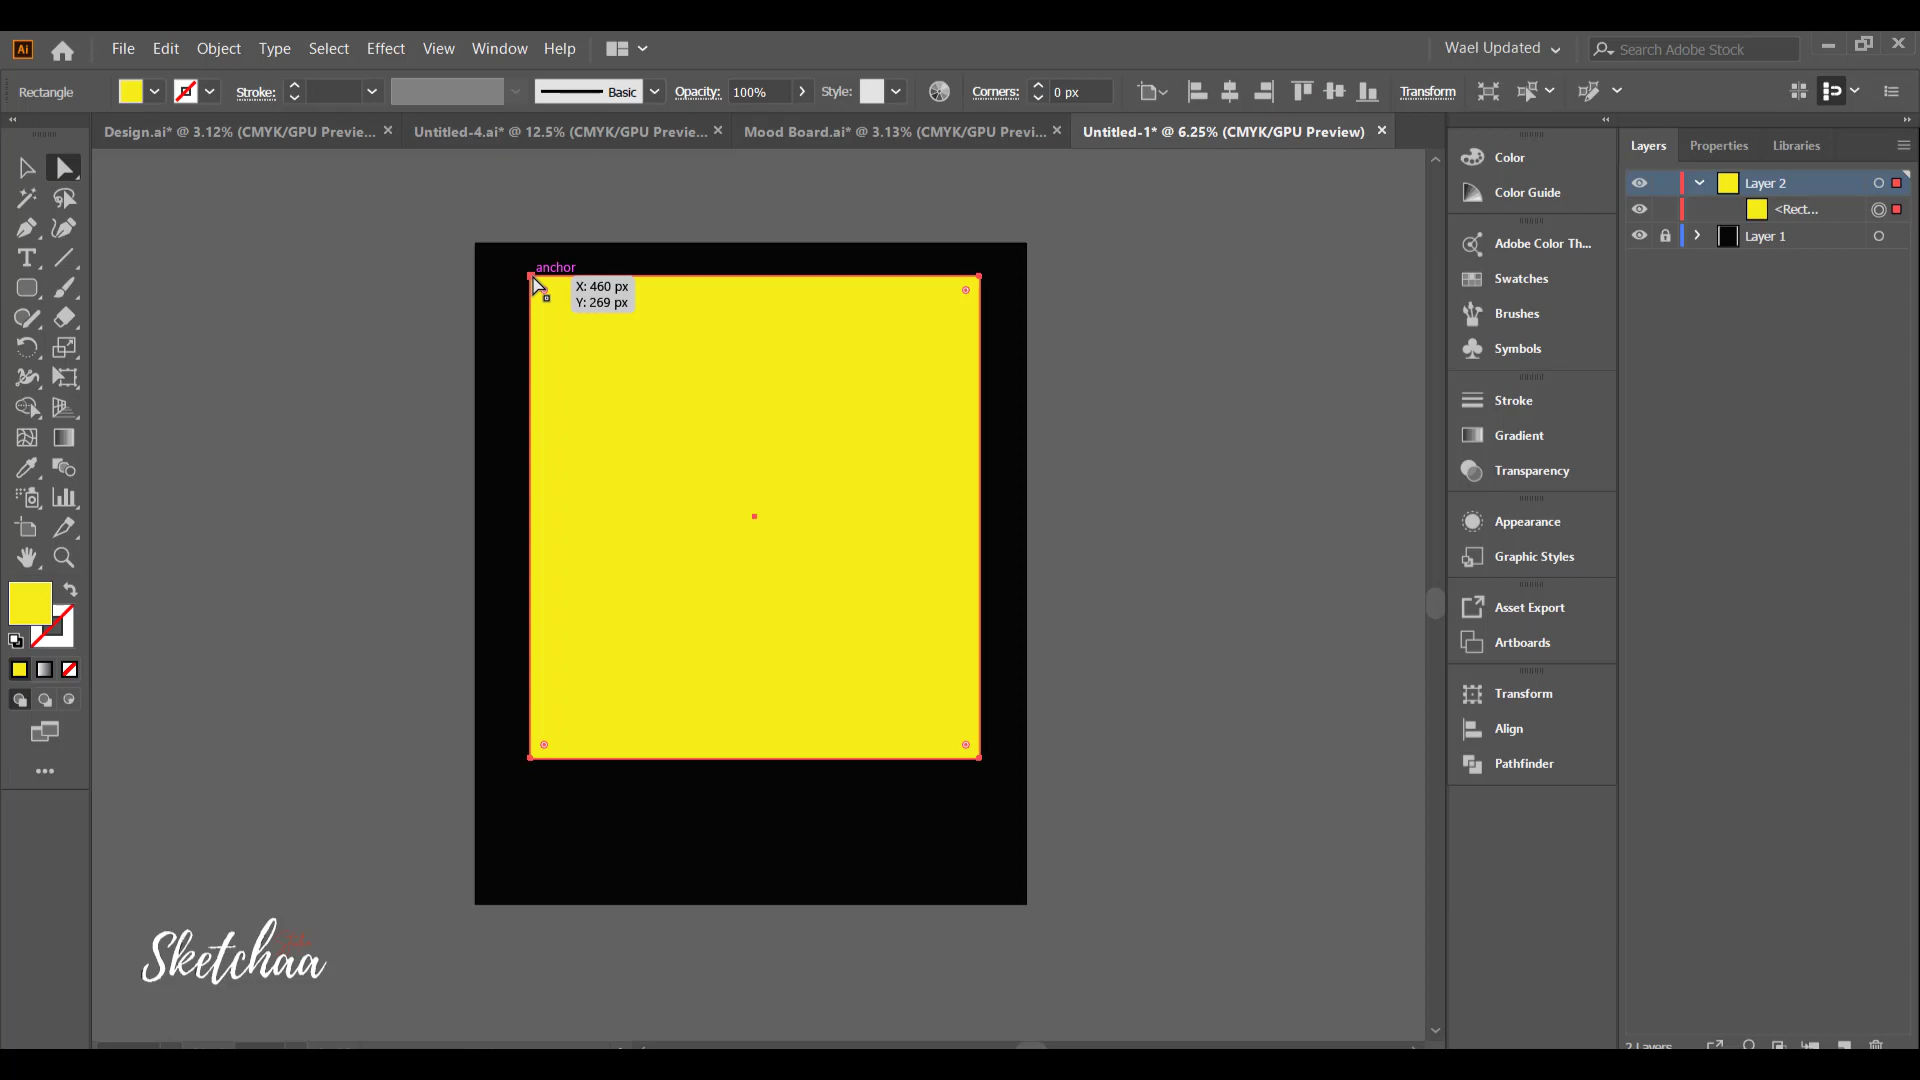 Ai File Edit Object Type Select Effect View Window Help Wael Updated Search Adobe Stock
Rectangle Stroke: Basic Opacity: 100% Style: Corners: 0 px Transform
Design.ai* @ 3.12% (CMYK/GPU Previe... Untitled-4.ai* @ 12.5% (CMYK/GPU Previe... Mood Board.ai* @ 3.13% (CMYK/GPU Previ... Untitled-1* @ 6.25% (CMYK/GPU Preview)
anchor
X: 460 px
Y: 269 px
Sketchaa
Color
Color Guide
Adobe Color Th...
Swatches
Brushes
Symbols
Stroke
Gradient
Transparency
Appearance
Graphic Styles
Asset Export
Artboards
Transform
Align
Pathfinder
Layers Properties Libraries
Layer 2
<Rect...
Layer 1
2 Layers